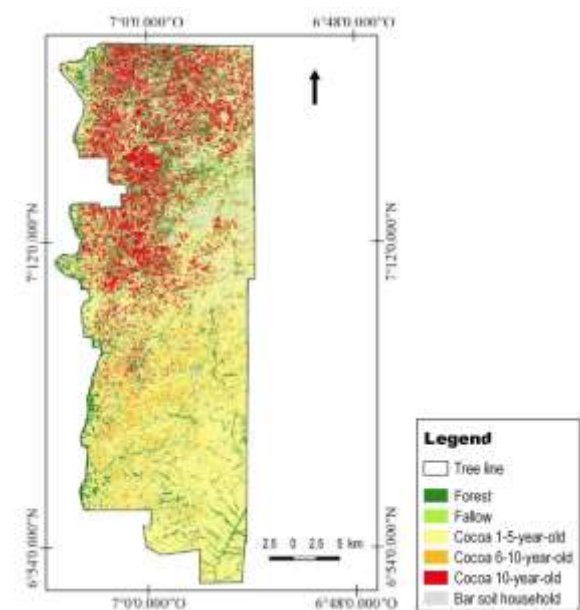 7°0'0.000"O
6°48'0.000"O
7°12'0.000"N
7°12'0.000"N
6°54'0.000"N
6°54'0.000"N
2.5 0 2.5 5 km
7°0'0.000"O
6°48'0.000"O
Legend
Tree line
Forest
Fallow
Cocoa 1-5-year-old
Cocoa 6-10-year-old
Cocoa 10-year-old
Bar soil household